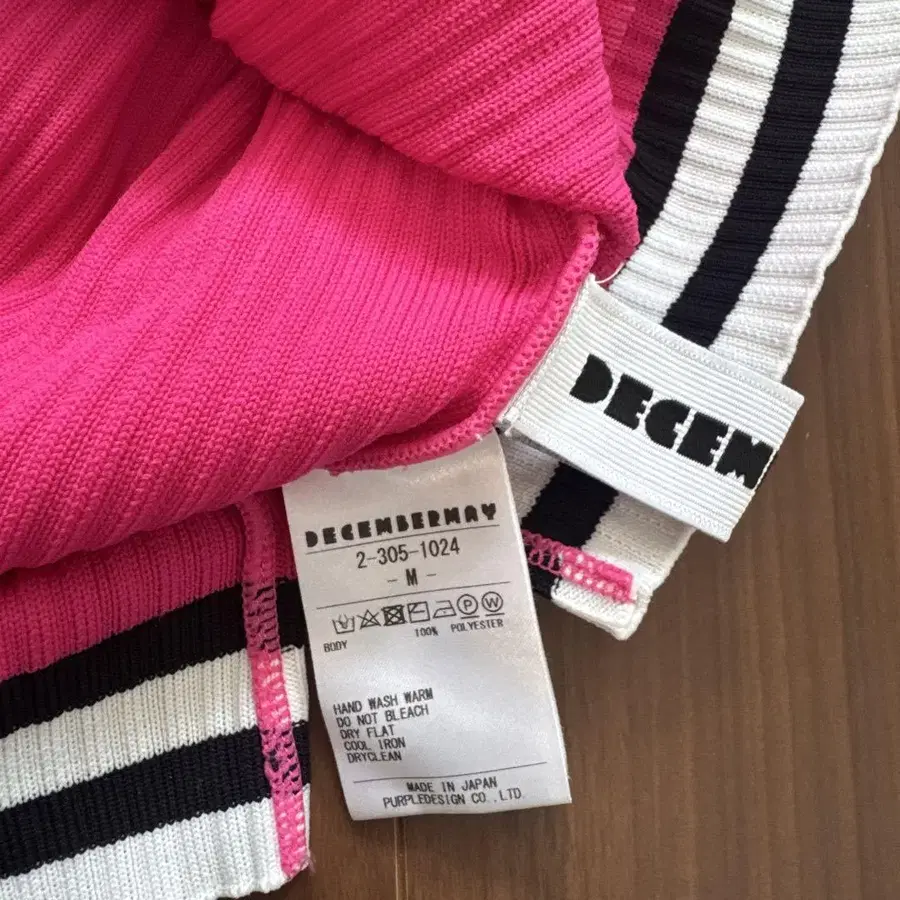 DECEM
DECEMBERMAY
2-305-1024
- M -
P W
BODY 100% POLYESTER
HAND WASH WARM
DO NOT BLEACH
DRY FLAT
COOL IRON
DRYCLEAN
MADE IN JAPAN
PURPLEDESIGN CO.,LTD.